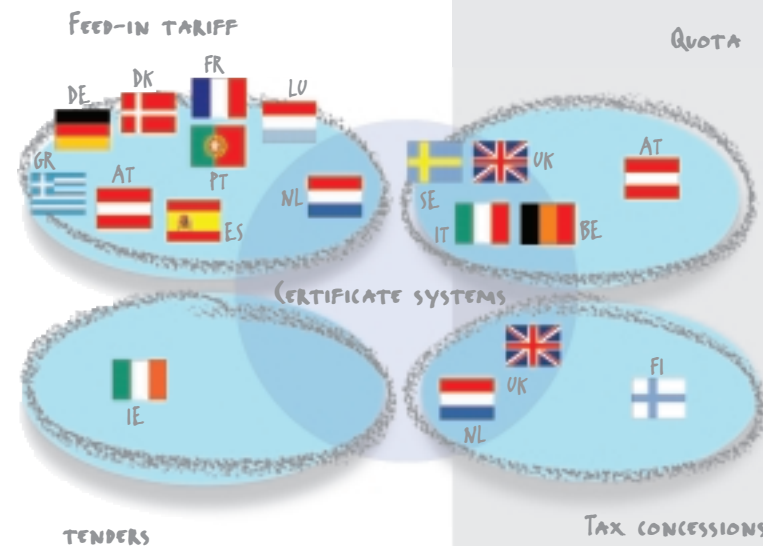 FEED-IN TARIFF
QUOTA
FR
DK
LU
DE
GR
AT
PT
NL
ES
SE
UK
AT
IT
BE
CERTIFICATE SYSTEMS
IE
UK
FI
NL
TENDERS
TAX CONCESSIONS